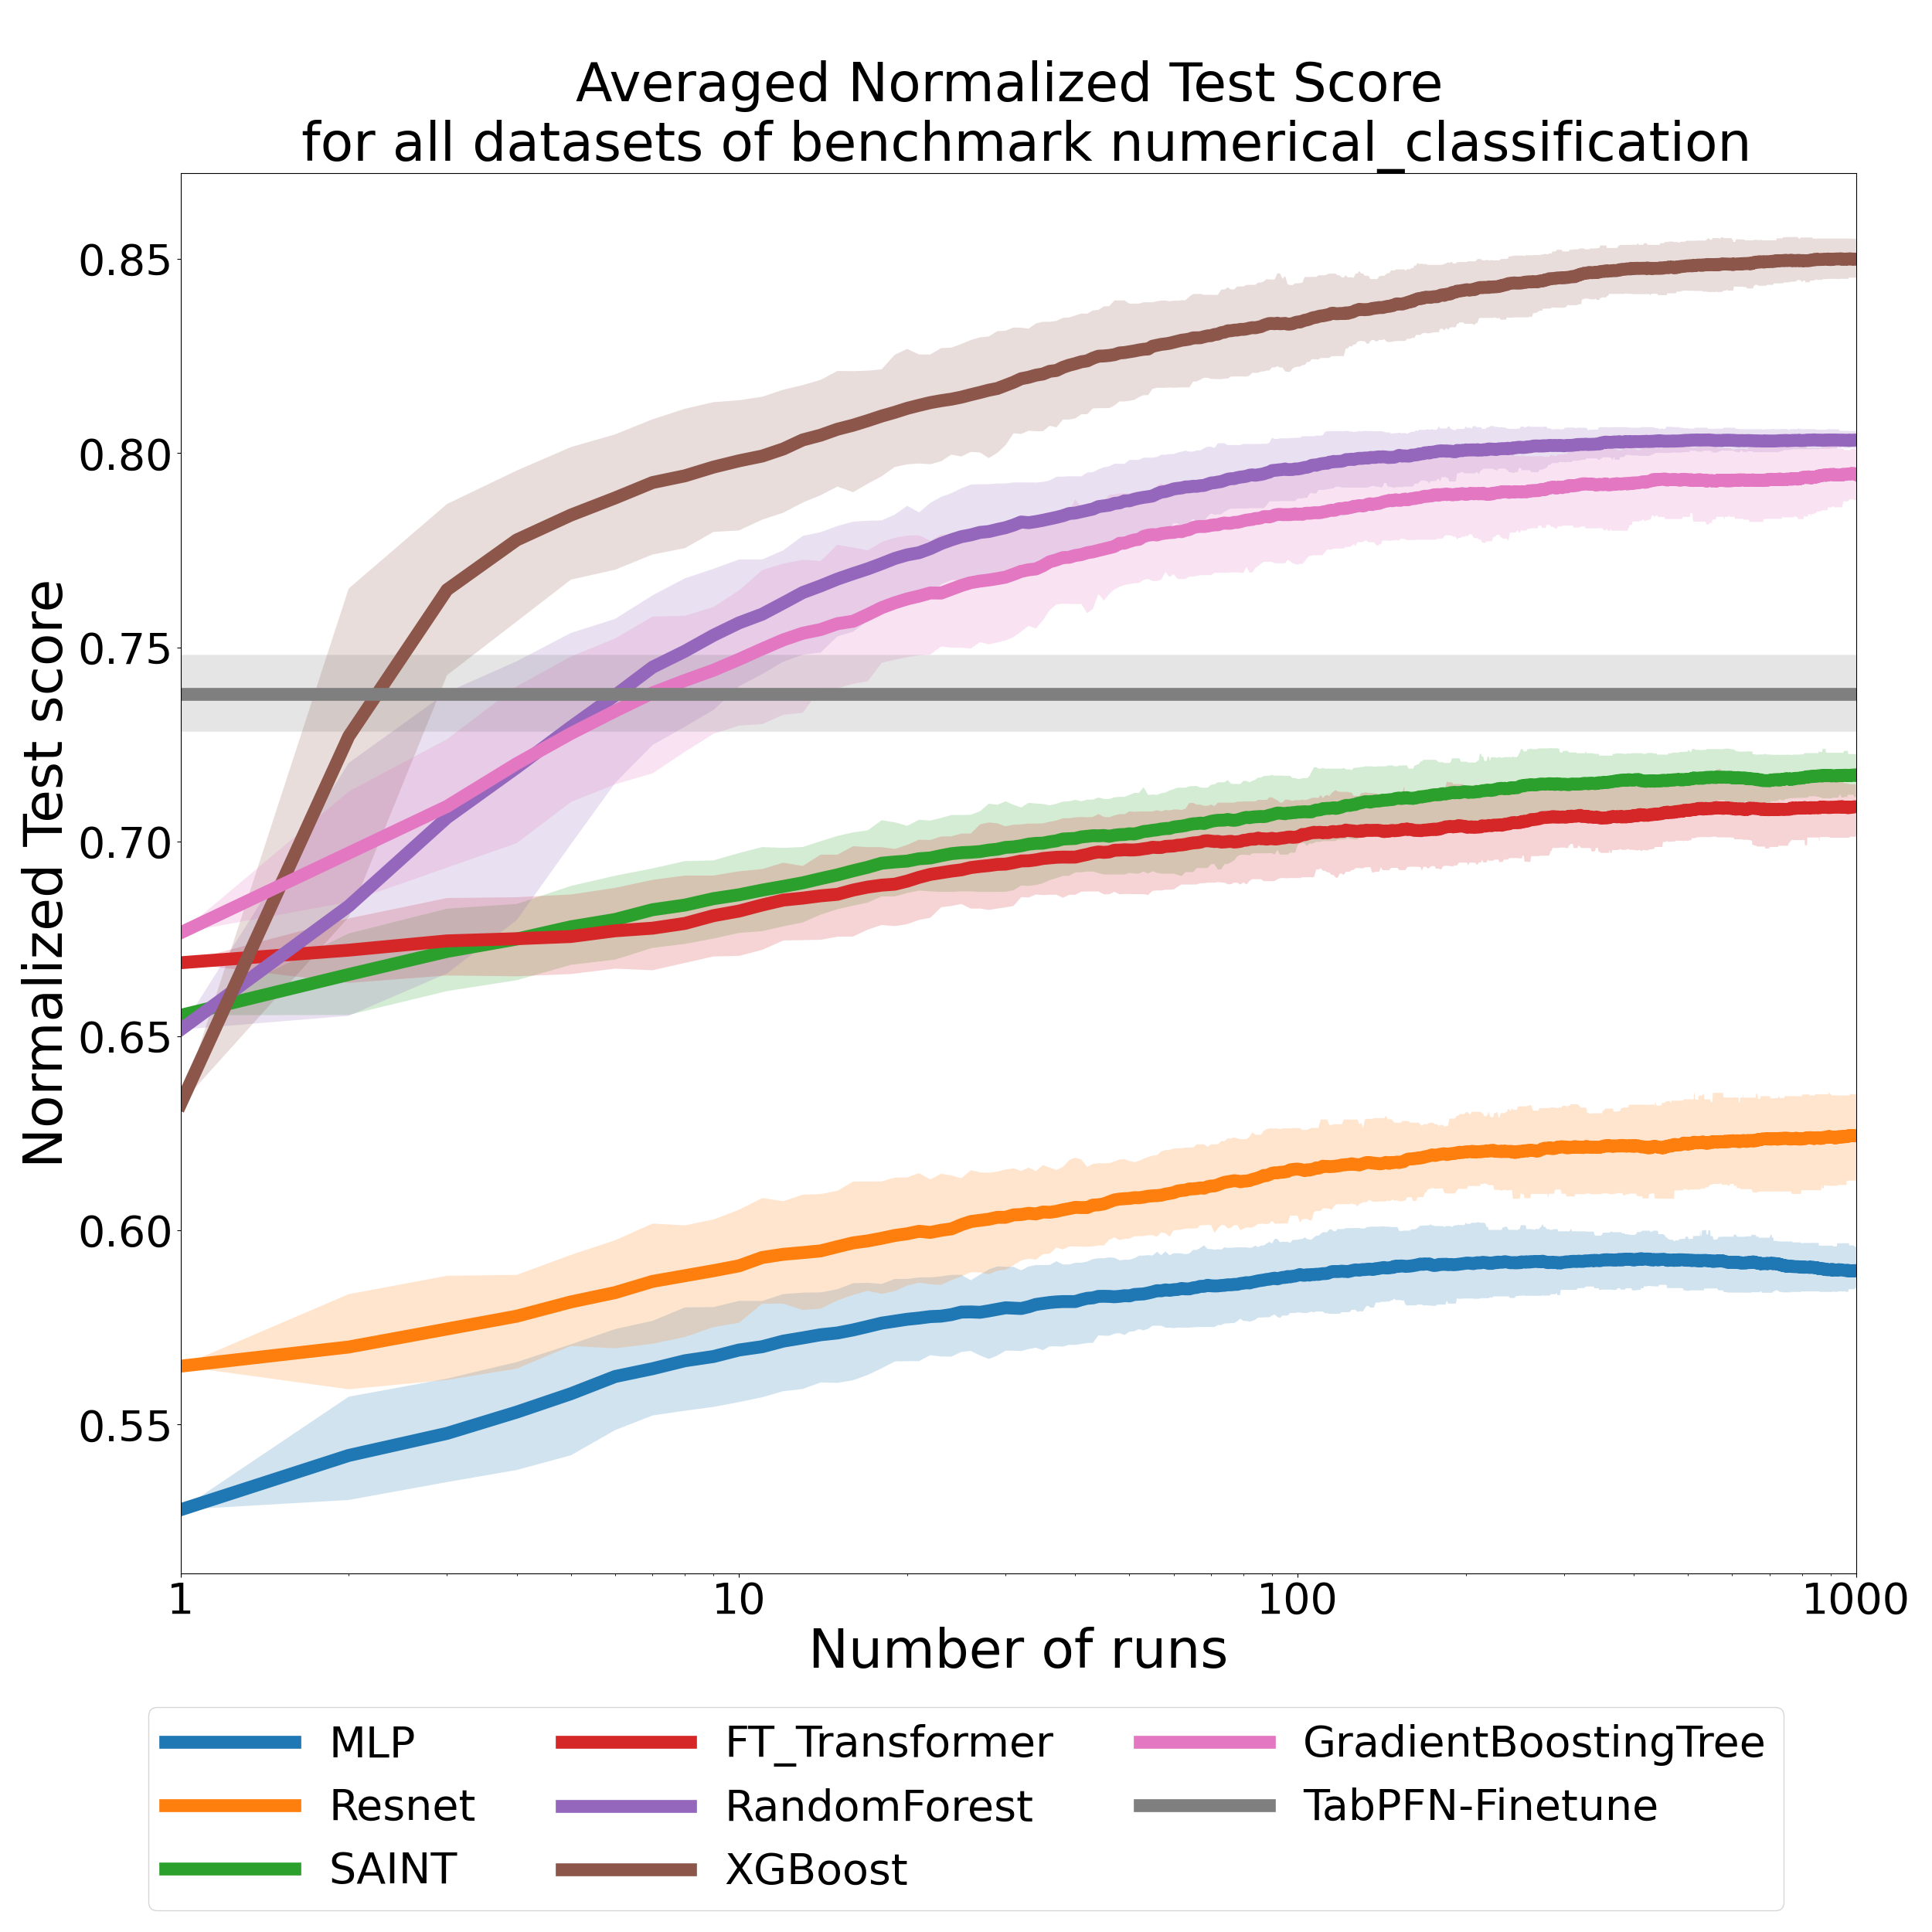 Averaged Normalized Test Score
for all datasets of benchmark numerical_classification
Normalized Test score
0.85
0.80
0.75
0.70
0.65
0.60
0.55
1
10
100
1000
Number of runs
MLP
Resnet
SAINT
FT_Transformer
RandomForest
XGBoost
GradientBoostingTree
TabPFN-Finetune